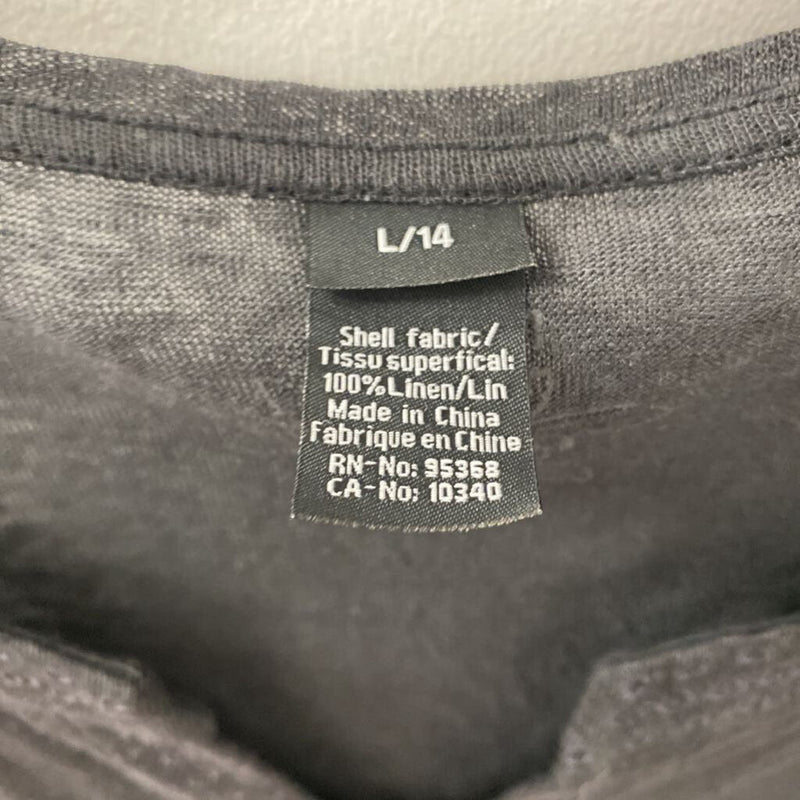 L/14
Shell fabric/
Tissu superfical:
100%Linen/Lin
Made in China
Fabrique en Chine
RN-No: 95368
CA-No: 10340